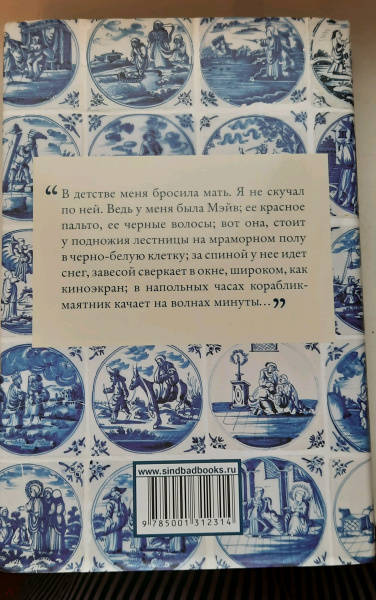 “ В детстве меня бросила мать. Я не скучал
по ней. Ведь у меня была Мэйв; ее красное
пальто, ее черные волосы; вот она, стоит
у подножия лестницы на мраморном полу
в черно-белую клетку; за спиной у нее идет
снег, завесой сверкает в окне, широком, как
киноэкран; в напольных часах кораблик-
маятник качает на волнах минуты... ”
www.sindbadbooks.ru
9 785001 312314